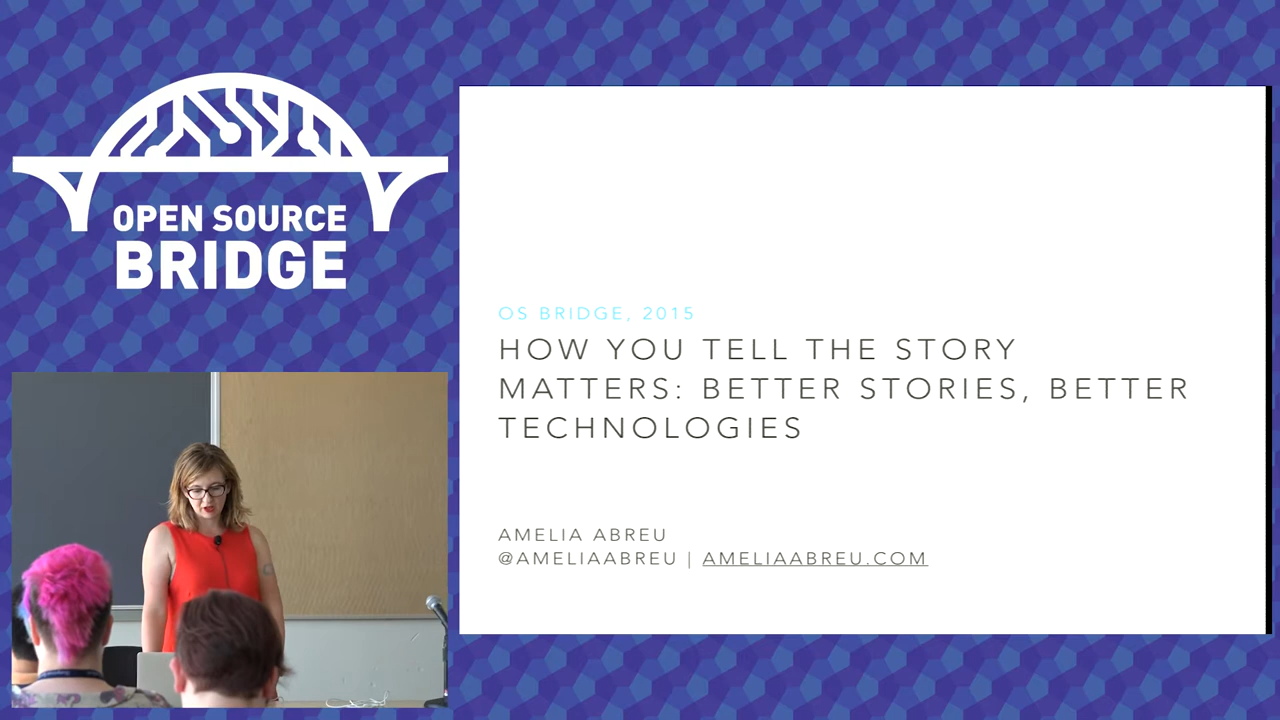 OPEN SOURCE
BRIDGE
OS BRIDGE, 2015
HOW YOU TELL THE STORY
MATTERS: BETTER STORIES, BETTER
TECHNOLOGIES
AMELIA ABREU
@AMELIAABREU | AMELIAABREU.COM